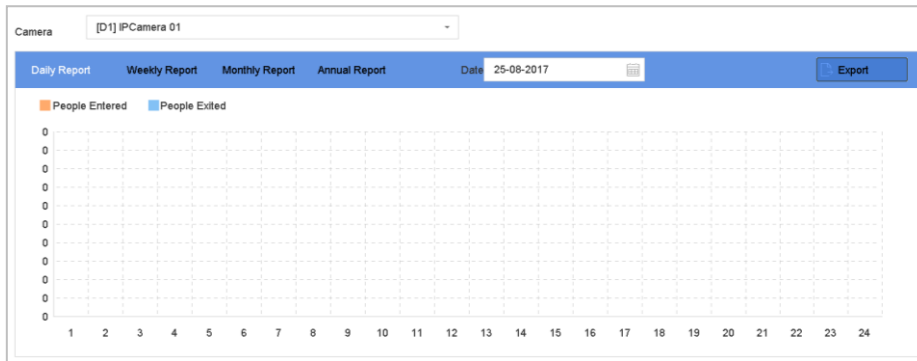 Camera [D1] IPCamera 01
Daily Report Weekly Report Monthly Report Annual Report Date 25-08-2017 Export
People Entered People Exited
0
0
0
0
0
0
0
0
0
0
0
1 2 3 4 5 6 7 8 9 10 11 12 13 14 15 16 17 18 19 20 21 22 23 24